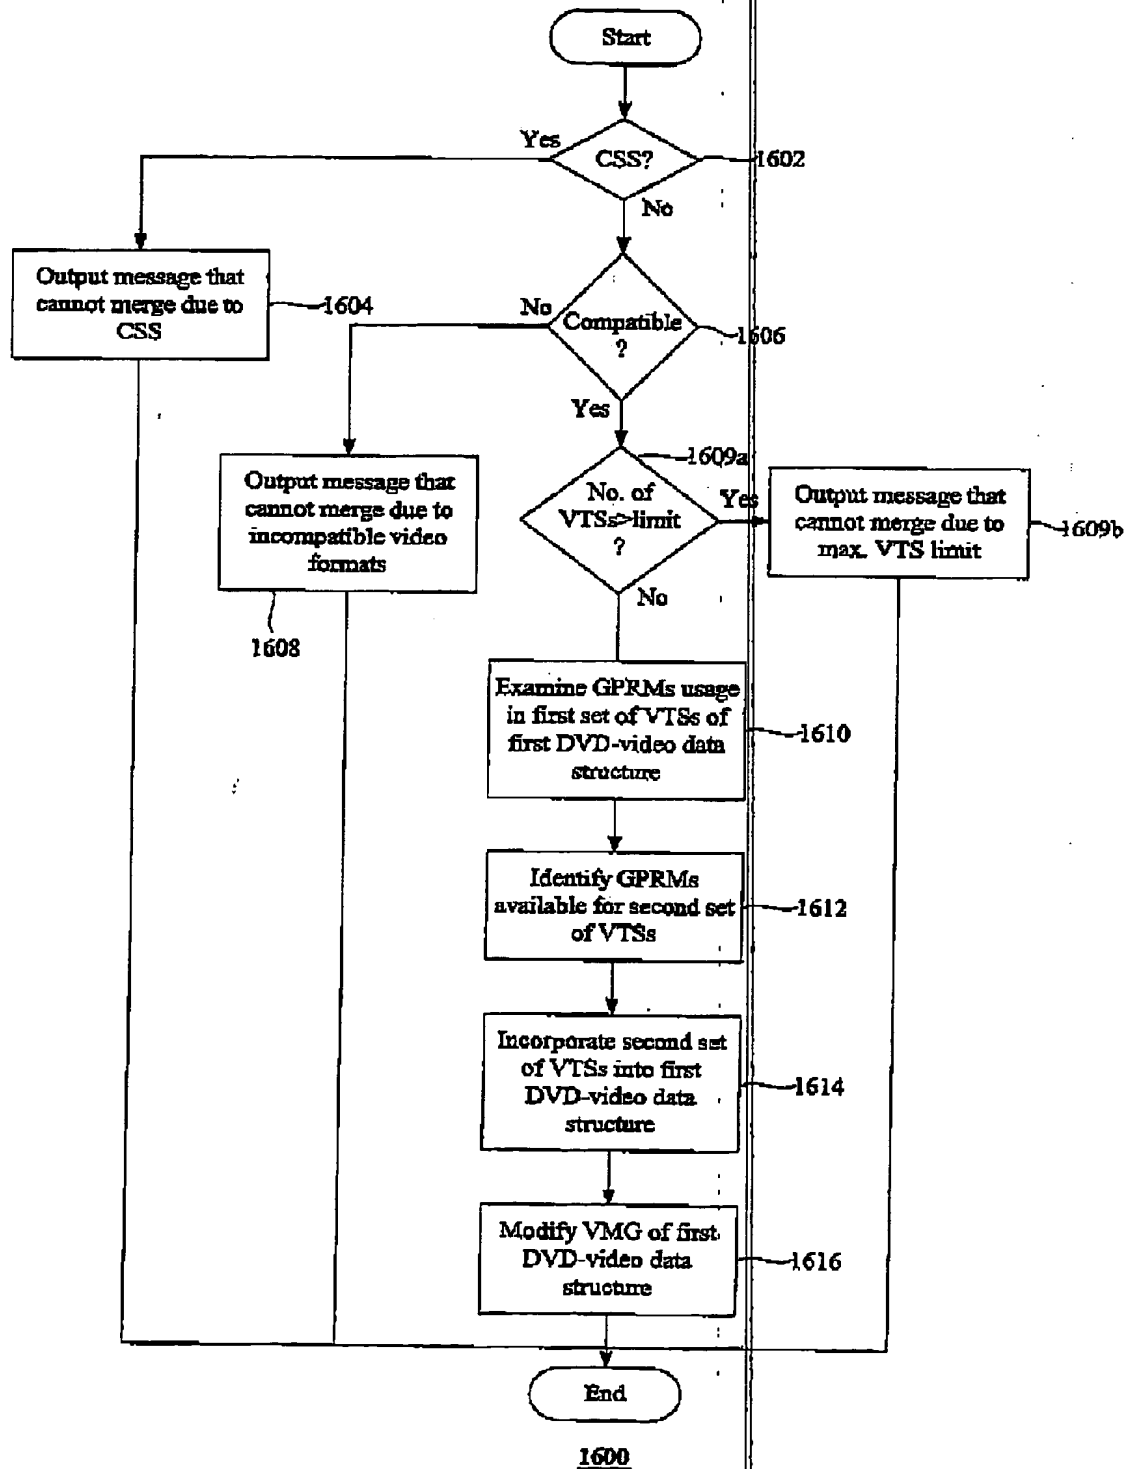 Start
Yes
CSS?
1602
No
Output message that
cannot merge due to
CSS
1604
No
Compatible
?
1606
Yes
1609a
No. of
VTSs>limit
?
Yes
Output message that
cannot merge due to
max. VTS limit
1609b
Output message that
cannot merge due to
incompatible video
formats
1608
No
Examine GPRMs usage
in first set of VTSs of
first DVD-video data
structure
1610
Identify GPRMs
available for second set
of VTSs
1612
Incorporate second set
of VTSs into first
DVD-video data
structure
1614
Modify VMG of first
DVD-video data
structure
1616
End
1600